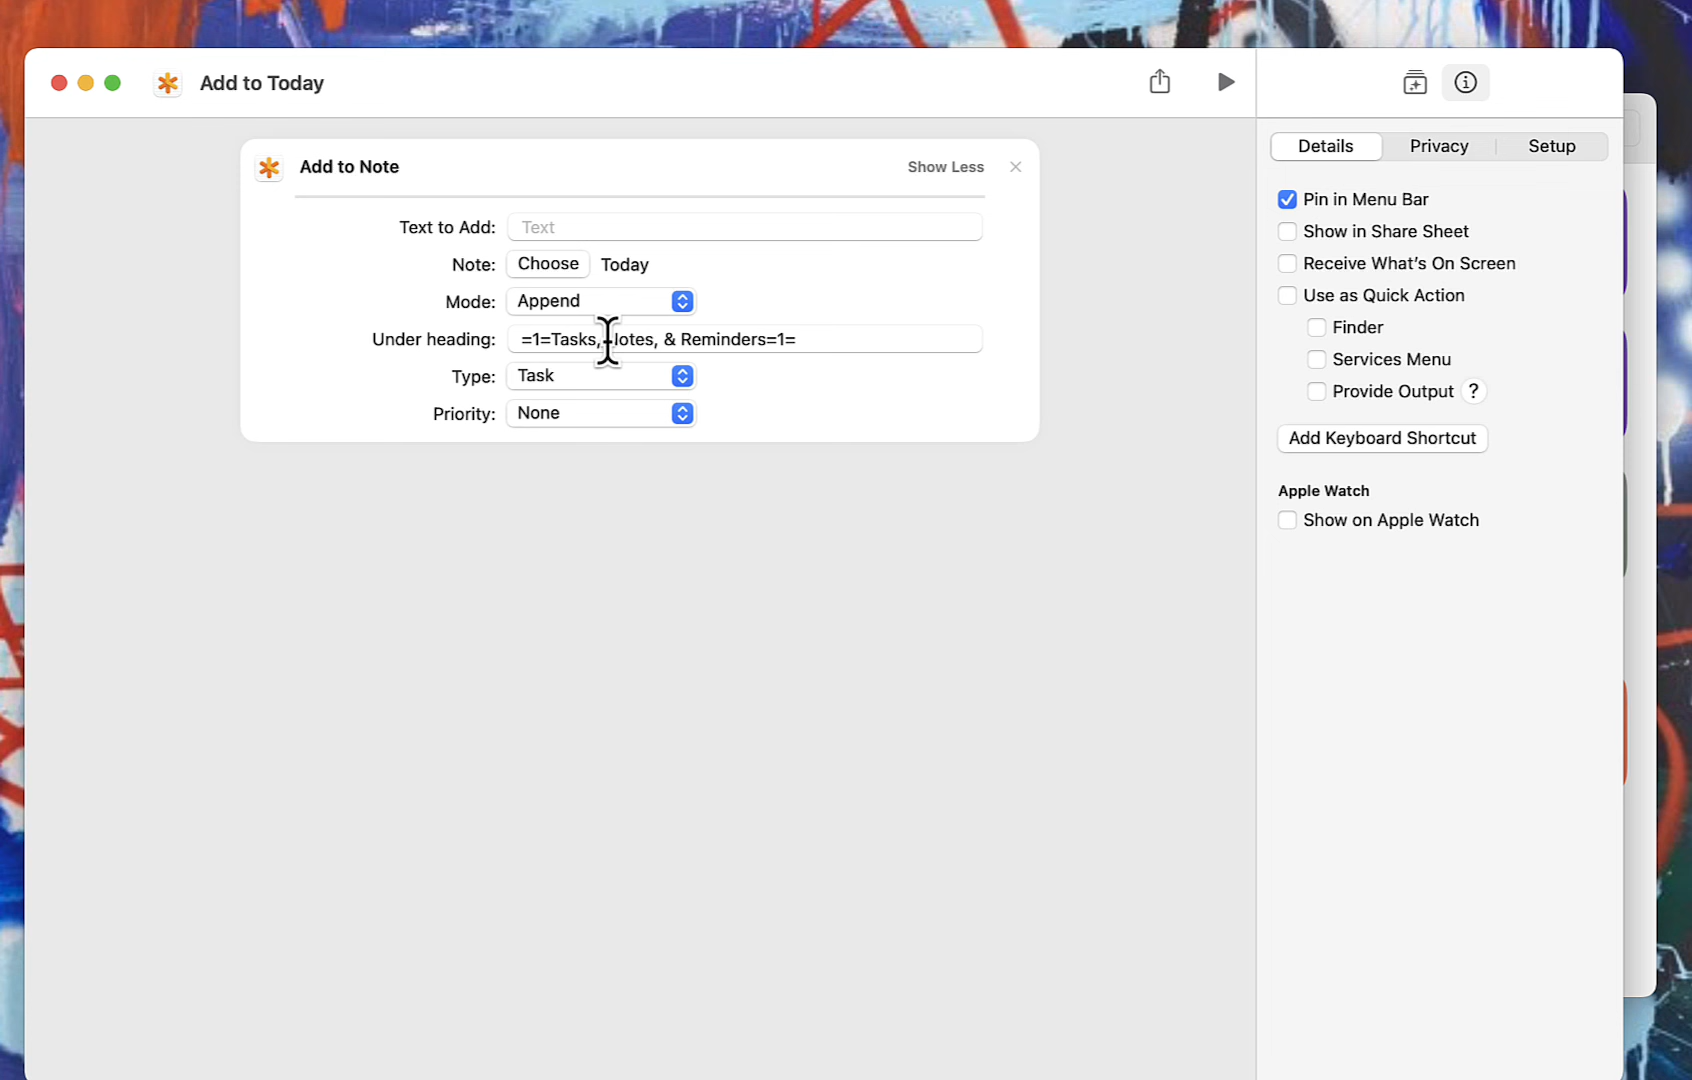 Add to Today
Add to Note
Show Less
Text to Add: Text
Note: Choose Today
Mode: Append
Under heading: =1=Tasks, Notes, & Reminders=1=
Type: Task
Priority: None
Details Privacy Setup
Pin in Menu Bar
Show in Share Sheet
Receive What’s On Screen
Use as Quick Action
Finder
Services Menu
Provide Output ?
Add Keyboard Shortcut
Apple Watch
Show on Apple Watch